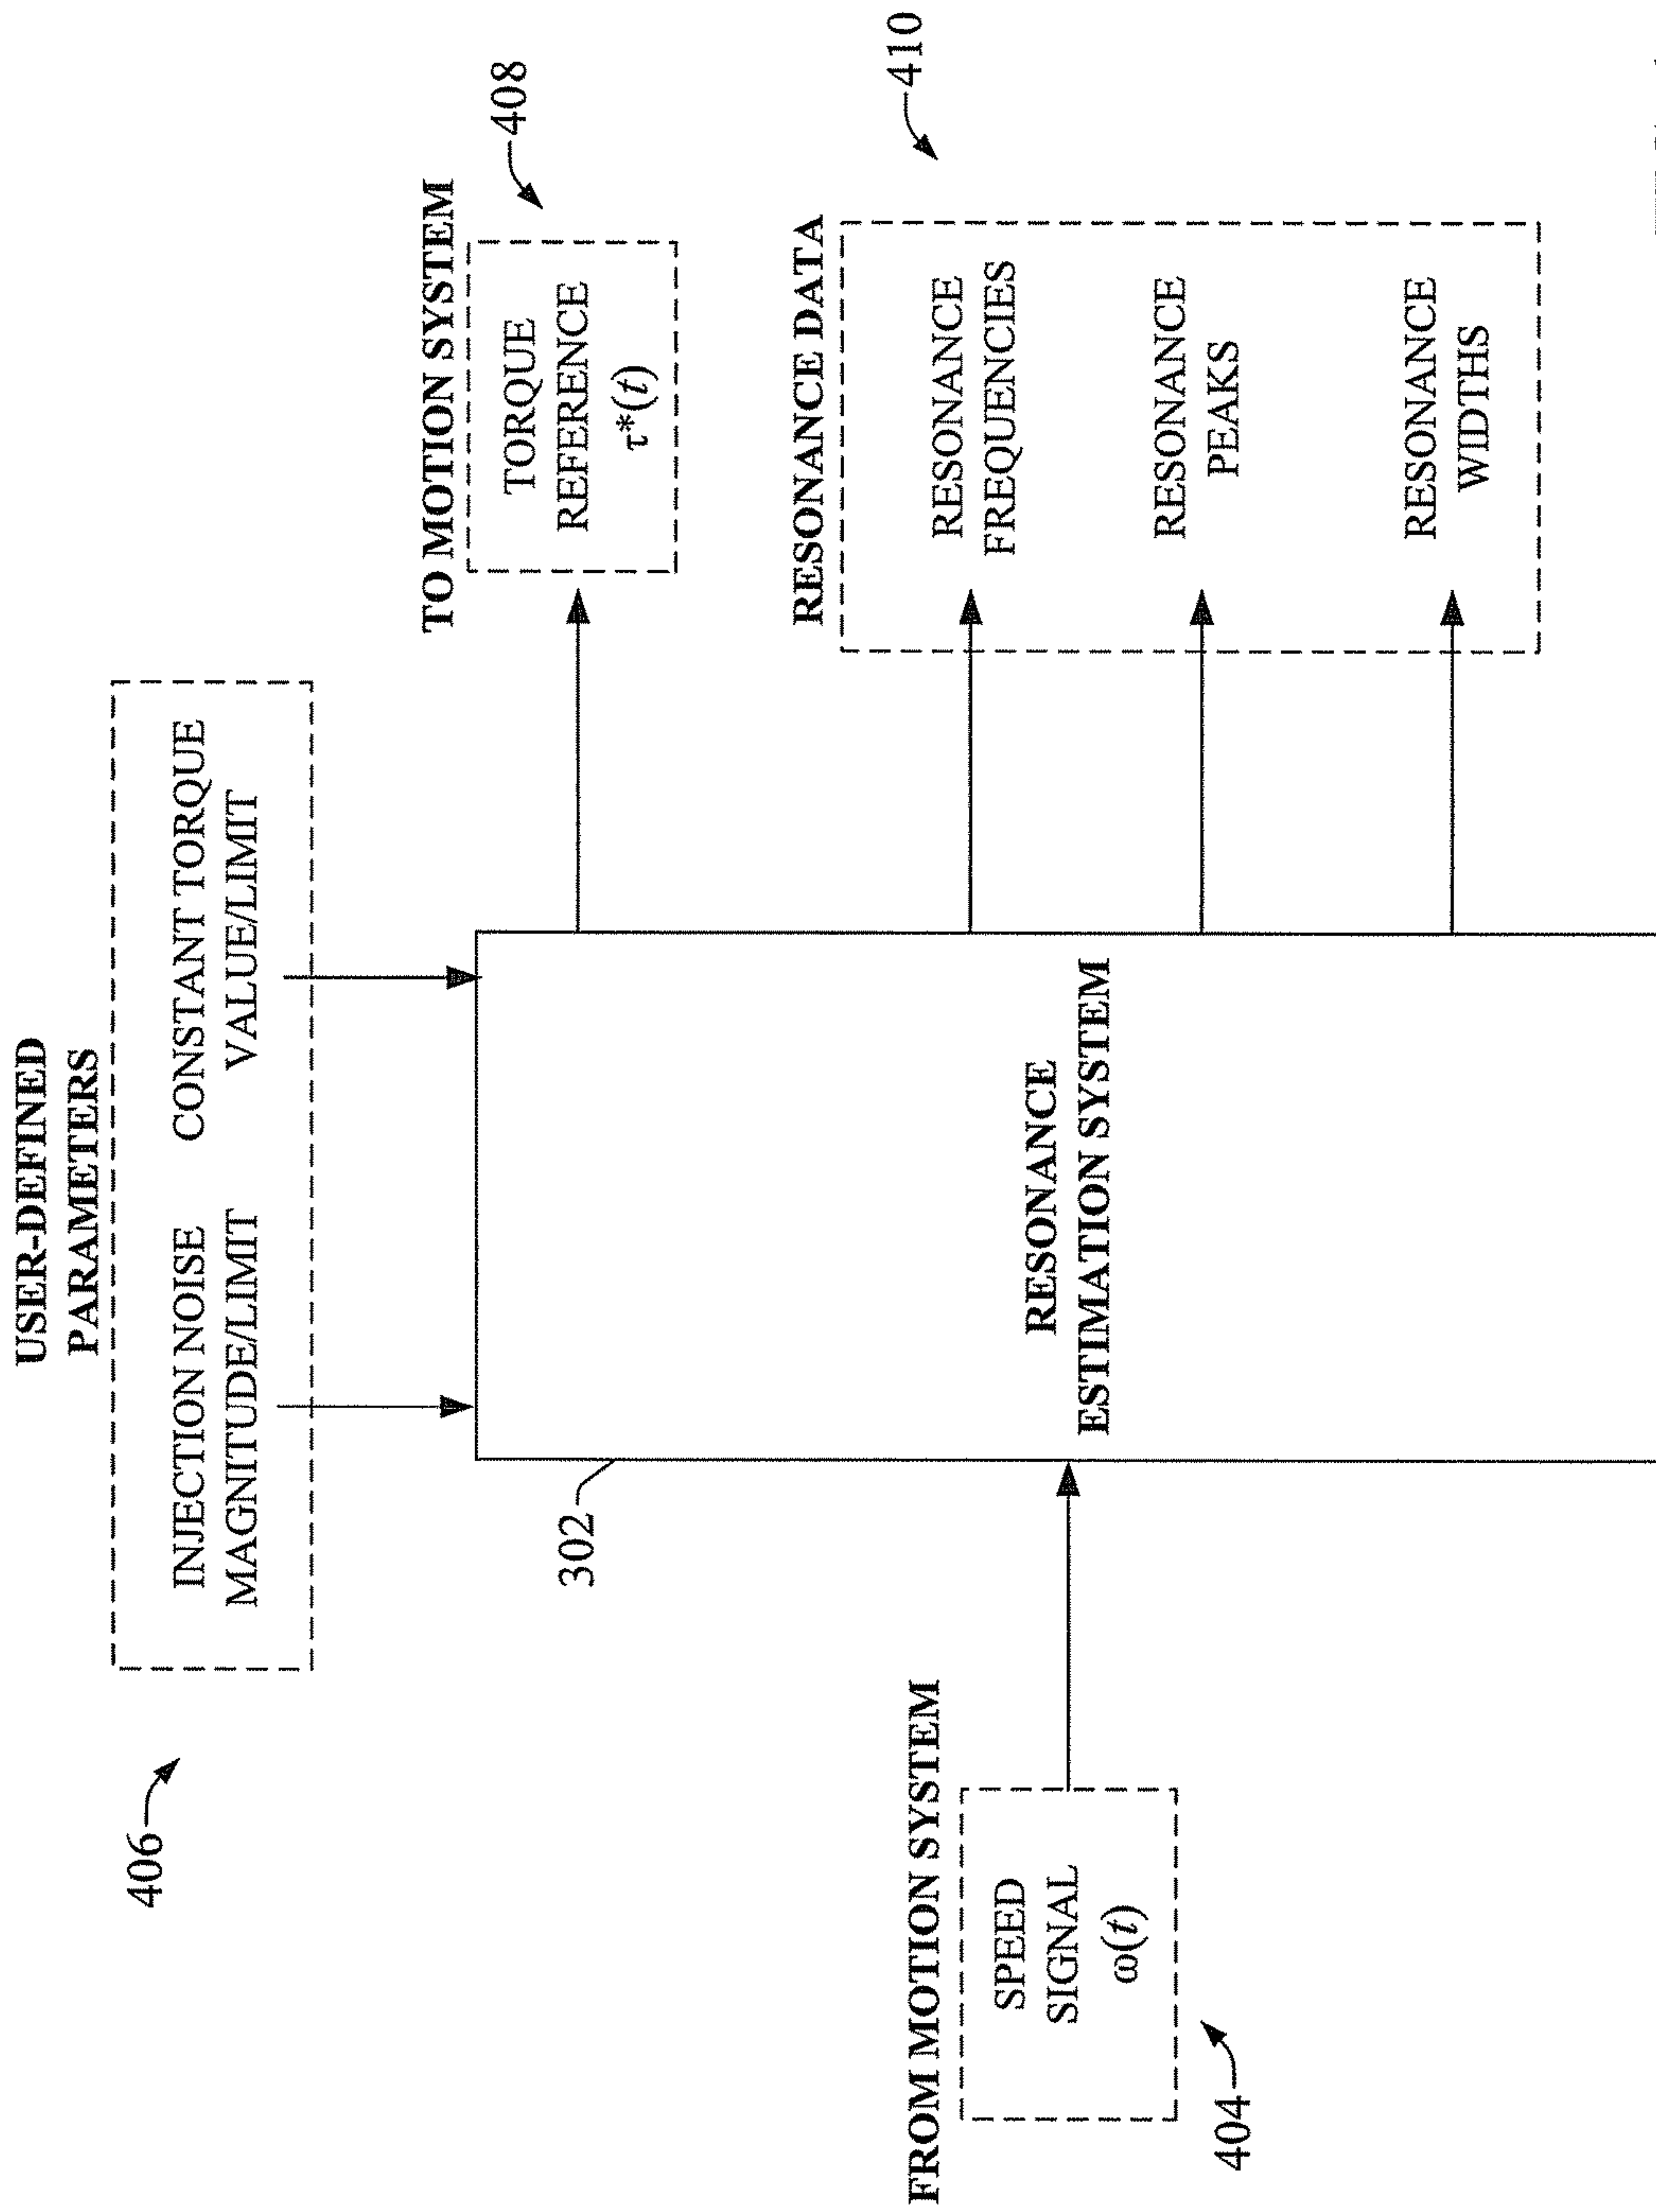 USER-DEFINED
PARAMETERS
INJECTION NOISE
MAGNITUDE/LIMIT
CONSTANT TORQUE
VALUE/LIMIT
406
302
TO MOTION SYSTEM
408
TORQUE
REFERENCE
τ*(t)
FROM MOTION SYSTEM
SPEED
SIGNAL
ω(t)
404
RESONANCE
ESTIMATION SYSTEM
RESONANCE DATA
410
RESONANCE
FREQUENCIES
RESONANCE
PEAKS
RESONANCE
WIDTHS